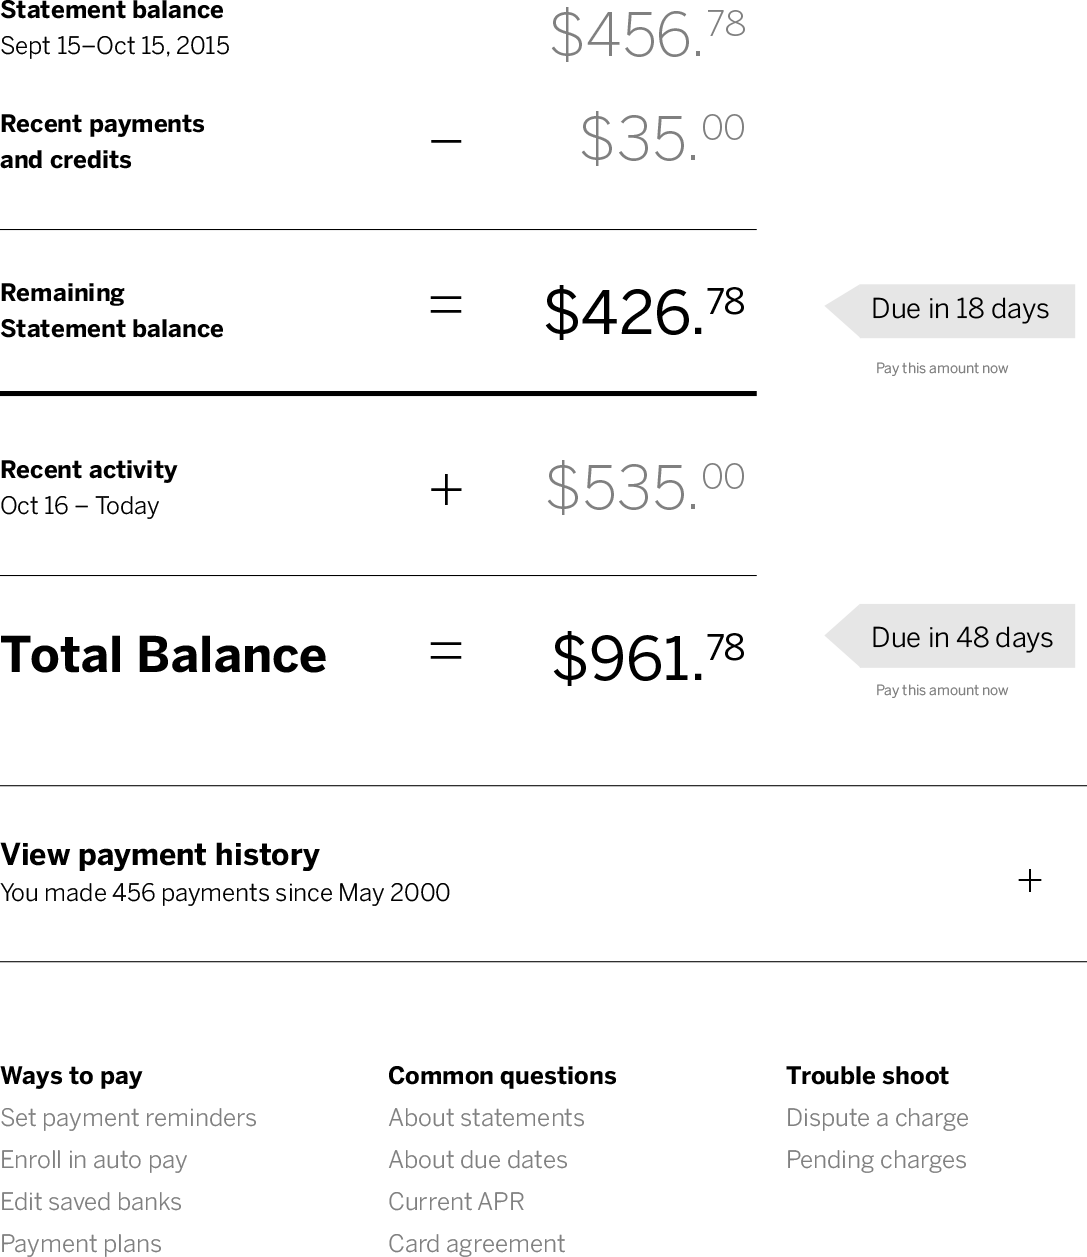 Statement balance
$456.78
Sept 15–Oct 15, 2015
Recent payments
and credits
– $35.00
Remaining
Statement balance
= $426.78
Due in 18 days
Pay this amount now
Recent activity
Oct 16 – Today
+ $535.00
Total Balance = $961.78
Due in 48 days
Pay this amount now
View payment history
You made 456 payments since May 2000
+
Ways to pay
Set payment reminders
Enroll in auto pay
Edit saved banks
Payment plans
Common questions
About statements
About due dates
Current APR
Card agreement
Trouble shoot
Dispute a charge
Pending charges